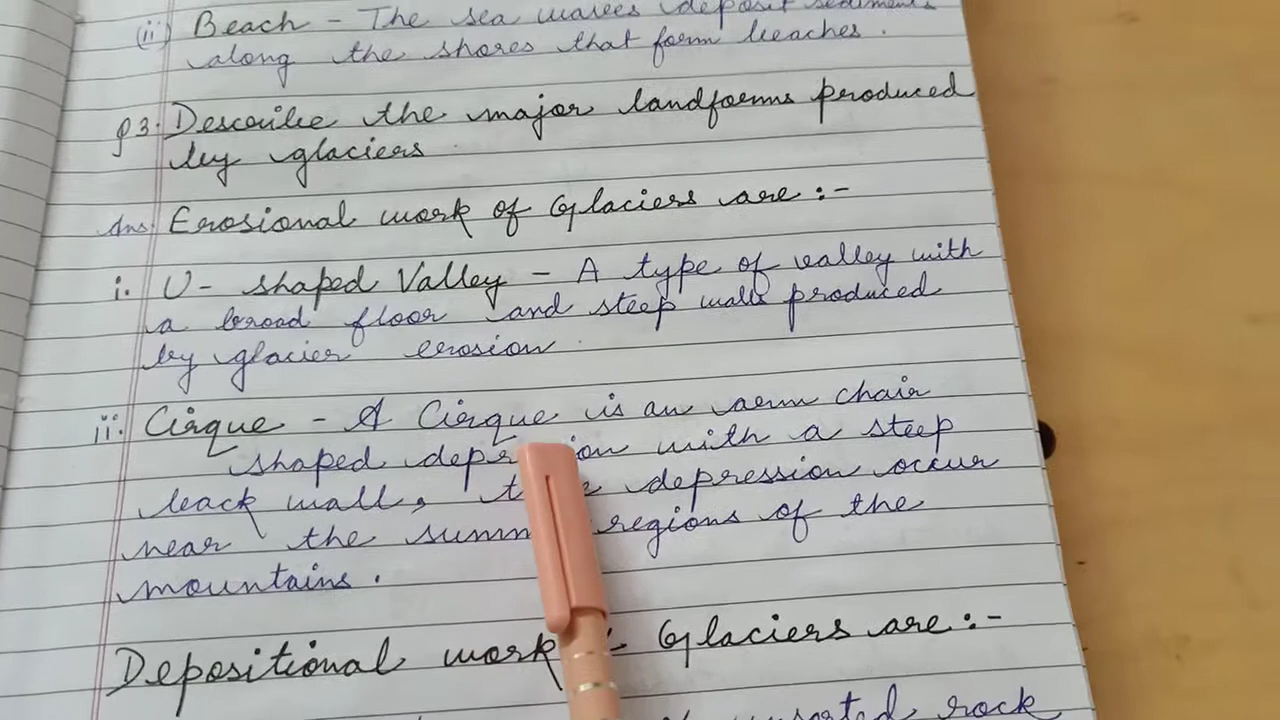 (ii) Beach - The sea waves deposit sediments
along the shores that form beaches.
Q3. Describe the major landforms produced
by glaciers
Ans. Erosional work of Glaciers are :-
i. U- shaped Valley - A type of valley with
a broad floor and steep walls produced
by glacier erosion
ii. Cirque - A Cirque is an arm chair
shaped on with a steep
back wall, depression occur
near the regions of the
mountains.
Depositional work Glaciers are :-
unsorted rock